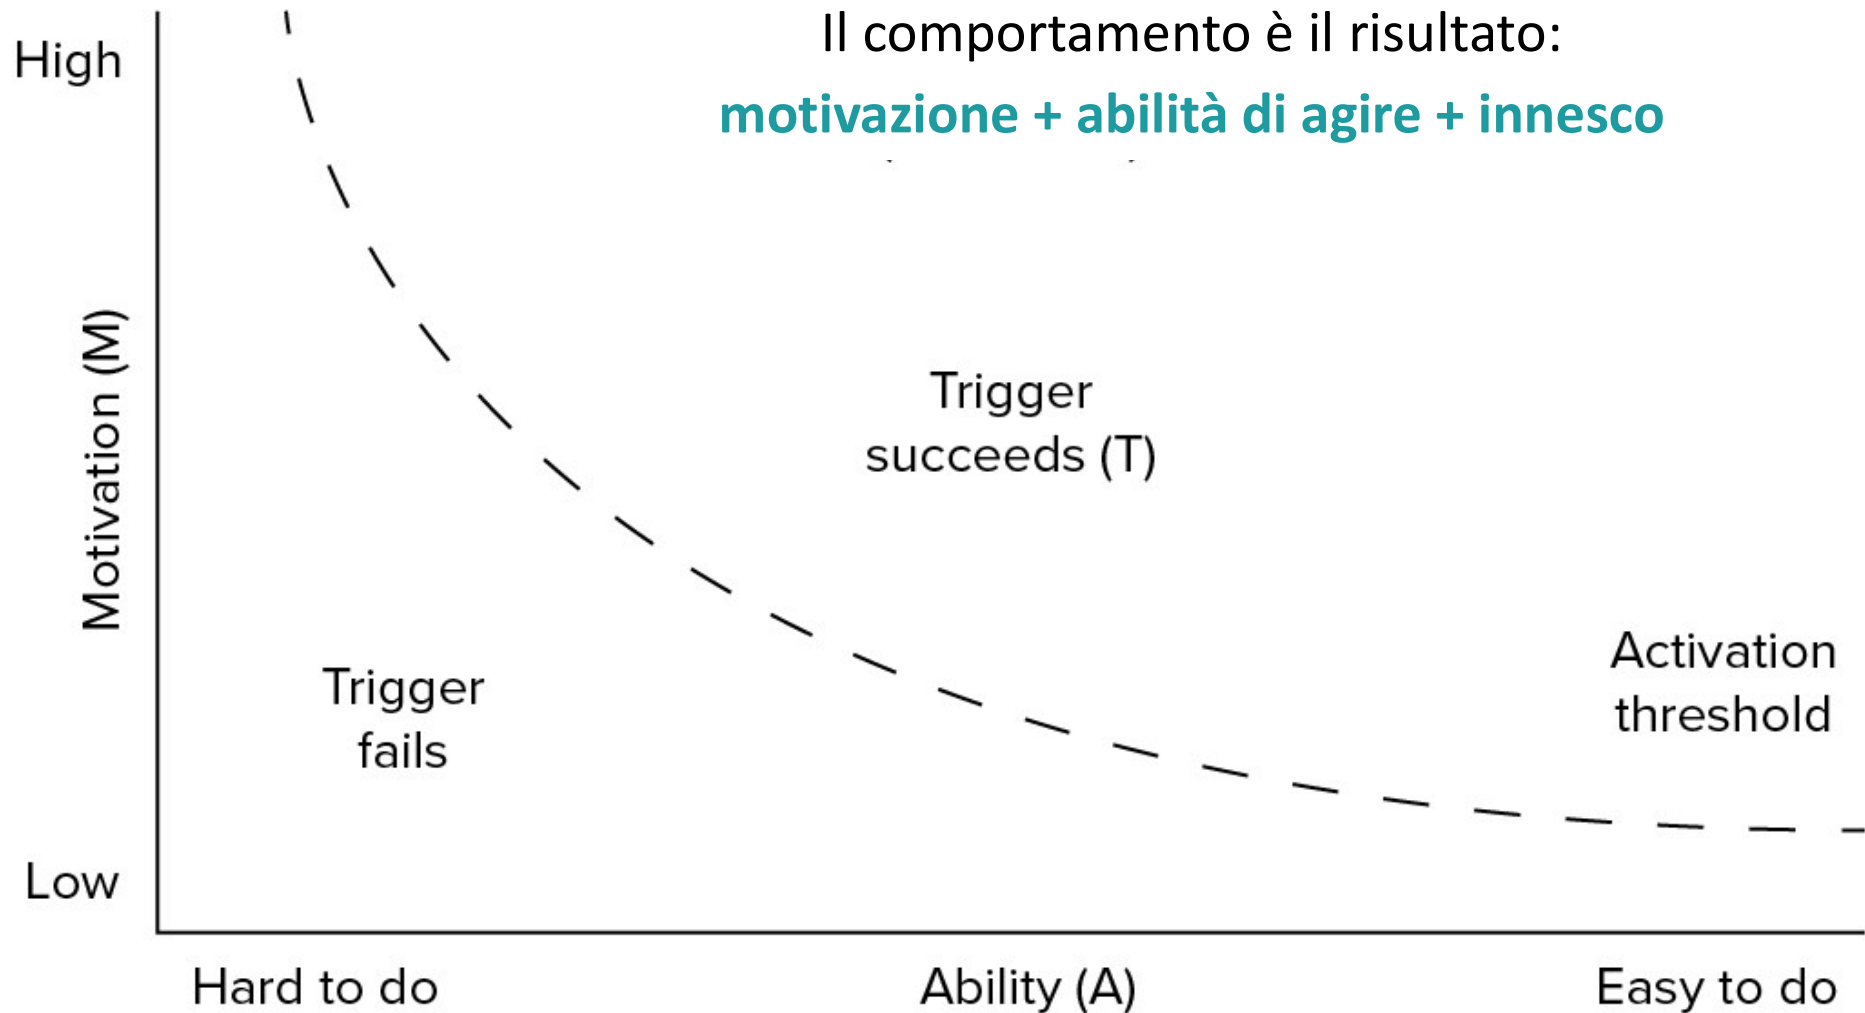 Il comportamento è il risultato:
motivazione + abilità di agire + innesco
High
Motivation (M)
Trigger
succeeds (T)
Activation
threshold
Trigger
fails
Low
Hard to do
Ability (A)
Easy to do